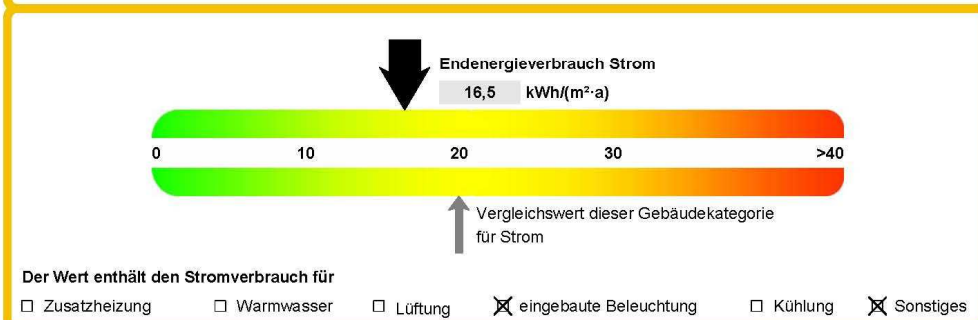 Endenergieverbrauch Strom
16,5 kWh/(m²·a)
0 10 20 30 >40
Vergleichswert dieser Gebäudekategorie
für Strom
Der Wert enthält den Stromverbrauch für
☐ Zusatzheizung ☐ Warmwasser ☐ Lüftung ☒ eingebaute Beleuchtung ☐ Kühlung ☒ Sonstiges